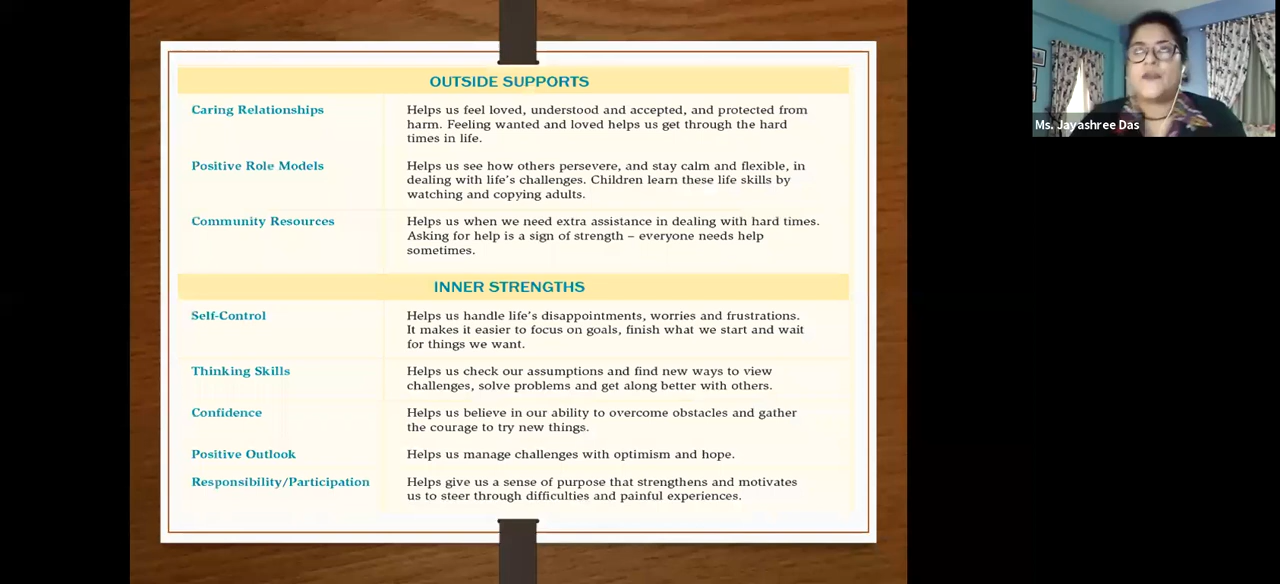 OUTSIDE SUPPORTS
Caring Relationships
Helps us feel loved, understood and accepted, and protected from
harm. Feeling wanted and loved helps us get through the hard
times in life.
Positive Role Models
Helps us see how others persevere, and stay calm and flexible, in
dealing with life's challenges. Children learn these life skills by
watching and copying adults.
Community Resources
Helps us when we need extra assistance in dealing with hard times.
Asking for help is a sign of strength – everyone needs help
sometimes.
INNER STRENGTHS
Self-Control
Helps us handle life's disappointments, worries and frustrations.
It makes it easier to focus on goals, finish what we start and wait
for things we want.
Thinking Skills
Helps us check our assumptions and find new ways to view
challenges, solve problems and get along better with others.
Confidence
Helps us believe in our ability to overcome obstacles and gather
the courage to try new things.
Positive Outlook
Helps us manage challenges with optimism and hope.
Responsibility/Participation
Helps give us a sense of purpose that strengthens and motivates
us to steer through difficulties and painful experiences.
Ms. Jayashree Das